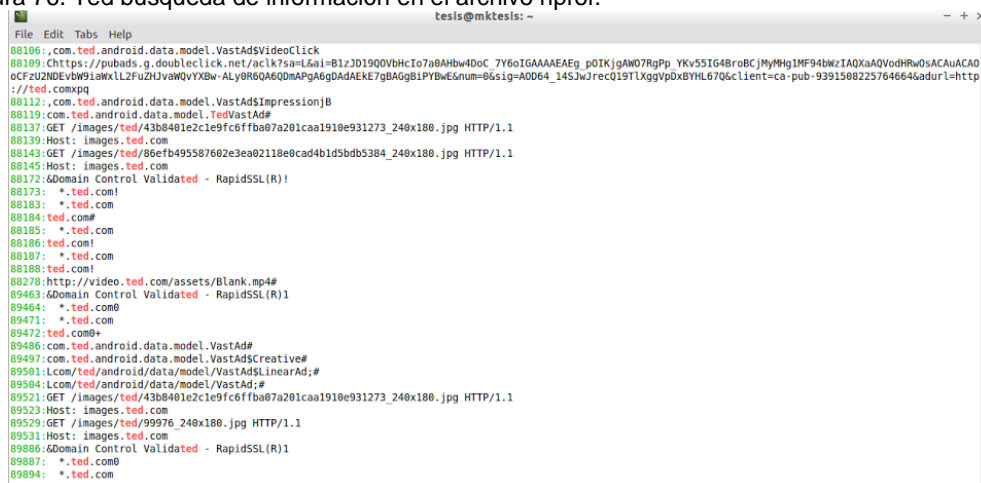 ura 76. Ted búsqueda de información en el archivo hprof.
tesis@mktesis: ~
File Edit Tabs Help
88106:,com.ted.android.data.model.VastAd$VideoClick
88109:Chttps://pubads.g.doubleclick.net/aclk?sa=L&ai=B1zJD19QOVbHcIo7a0AHbw4DoC_7Y6oIGAAAAEAEg_pOIKjgAWO7RgPp_YKv55IG4BroBCjMyMHg1MF94bWzIAQXaAQVodHRwOsACAuACAO
oCFzU2NDEvbW9iaWxlL2FuZHJvaWQvYXBw-ALy0R6QA6QDmAPgA6gDAdAEkE7gBAGgBiPYBwE&num=0&sig=AOD64_14SJwJrecQ19TlXggVpDxBYHL67Q&client=ca-pub-9391508225764664&adurl=http
://ted.comxpq
88112:,com.ted.android.data.model.VastAd$ImpressionjB
88119:com.ted.android.data.model.TedVastAd#
88137:GET /images/ted/43b8401e2c1e9fc6ffba07a201caa1910e931273_240x180.jpg HTTP/1.1
88139:Host: images.ted.com
88143:GET /images/ted/86efb495587602e3ea02118e0cad4b1d5bdb5384_240x180.jpg HTTP/1.1
88145:Host: images.ted.com
88172:&Domain Control Validated - RapidSSL(R)!
88173:  *.ted.com!
88183:  *.ted.com
88184:ted.com#
88185:  *.ted.com
88186:ted.com!
88187:  *.ted.com
88188:ted.com!
88278:http://video.ted.com/assets/Blank.mp4#
89463:&Domain Control Validated - RapidSSL(R)1
89464:  *.ted.com0
89471:  *.ted.com
89472:ted.com0+
89486:com.ted.android.data.model.VastAd#
89497:com.ted.android.data.model.VastAd$Creative#
89501:Lcom/ted/android/data/model/VastAd$LinearAd;#
89504:Lcom/ted/android/data/model/VastAd;#
89521:GET /images/ted/43b8401e2c1e9fc6ffba07a201caa1910e931273_240x180.jpg HTTP/1.1
89523:Host: images.ted.com
89529:GET /images/ted/99976_240x180.jpg HTTP/1.1
89531:Host: images.ted.com
89886:&Domain Control Validated - RapidSSL(R)1
89887:  *.ted.com0
89894:  *.ted.com